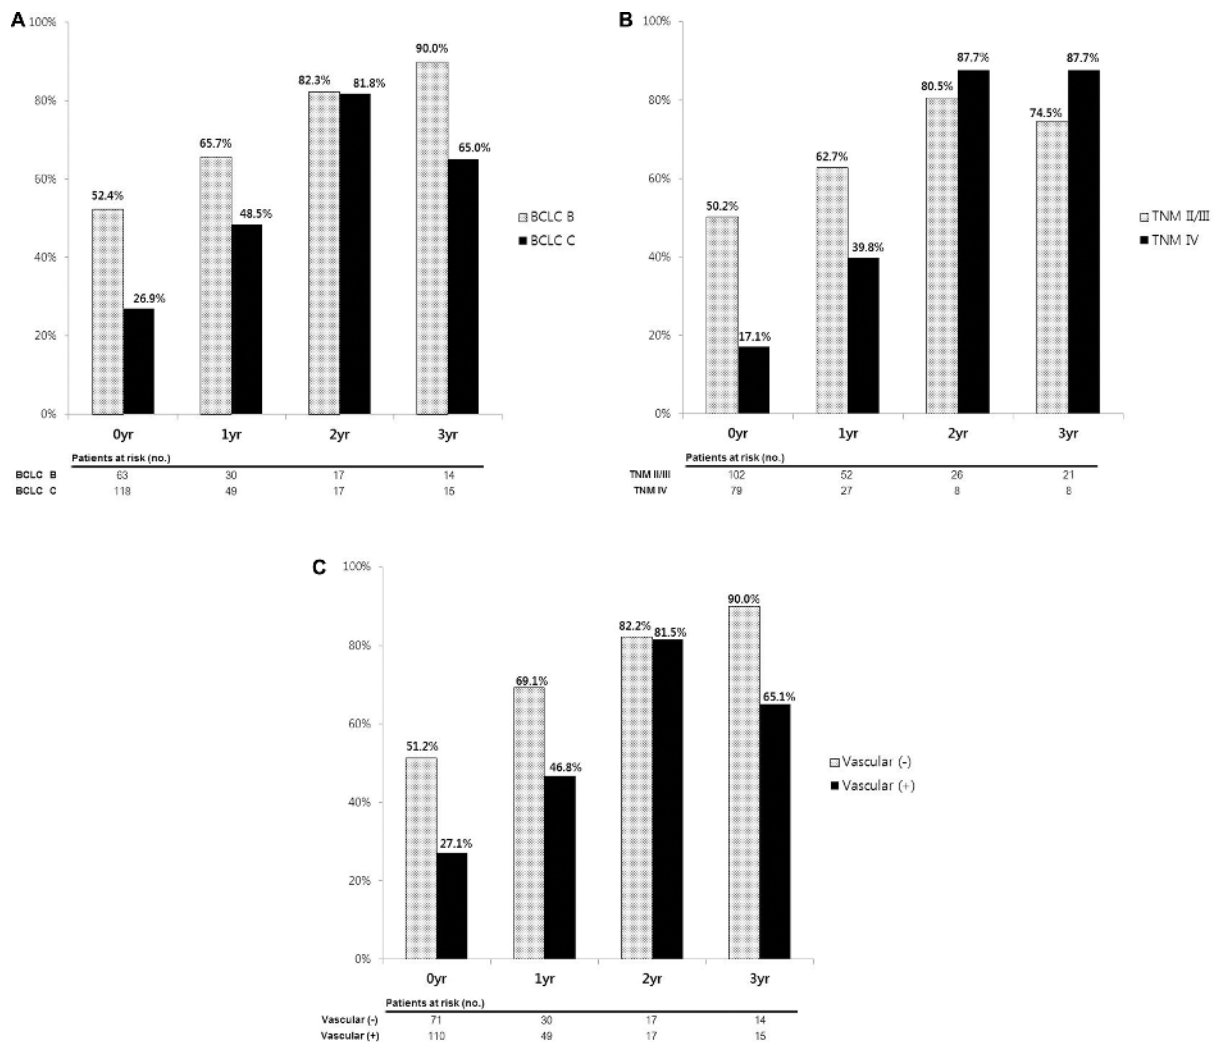 A
100%
80%
60%
40%
20%
0%
52.4%
26.9%
65.7%
48.5%
82.3%
81.8%
90.0%
65.0%
BCLC B
BCLC C
0yr 1yr 2yr 3yr
Patients at risk (no.)
BCLC B 63 30 17 14
BCLC C 118 49 17 15
B
100%
80%
60%
40%
20%
0%
50.2%
17.1%
62.7%
39.8%
80.5%
87.7%
74.5%
87.7%
TNM II/III
TNM IV
0yr 1yr 2yr 3yr
Patients at risk (no.)
TNM II/III 102 52 26 21
TNM IV 79 27 8 8
C
100%
80%
60%
40%
20%
0%
51.2%
27.1%
69.1%
46.8%
82.2%
81.5%
90.0%
65.1%
Vascular (-)
Vascular (+)
0yr 1yr 2yr 3yr
Patients at risk (no.)
Vascular (-) 71 30 17 14
Vascular (+) 110 49 17 15